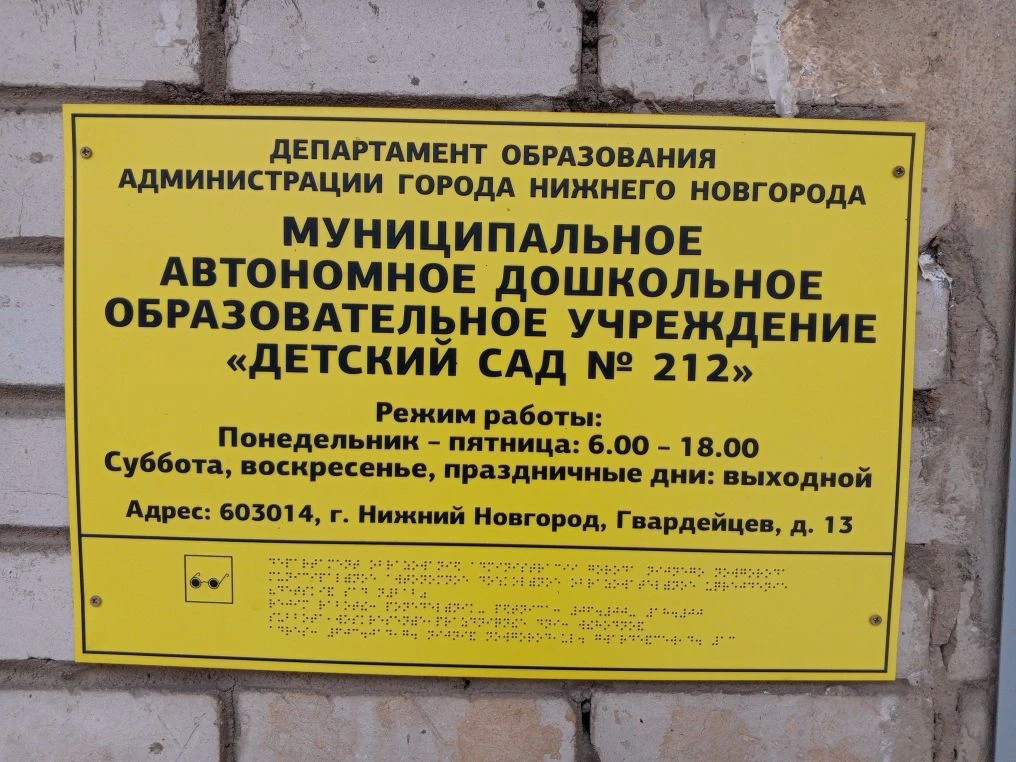 ДЕПАРТАМЕНТ ОБРАЗОВАНИЯ
АДМИНИСТРАЦИИ ГОРОДА НИЖНЕГО НОВГОРОДА
МУНИЦИПАЛЬНОЕ
АВТОНОМНОЕ ДОШКОЛЬНОЕ
ОБРАЗОВАТЕЛЬНОЕ УЧРЕЖДЕНИЕ
«ДЕТСКИЙ САД № 212»
Режим работы:
Понедельник – пятница: 6.00 – 18.00
Суббота, воскресенье, праздничные дни: выходной
Адрес: 603014, г. Нижний Новгород, Гвардейцев, д. 13